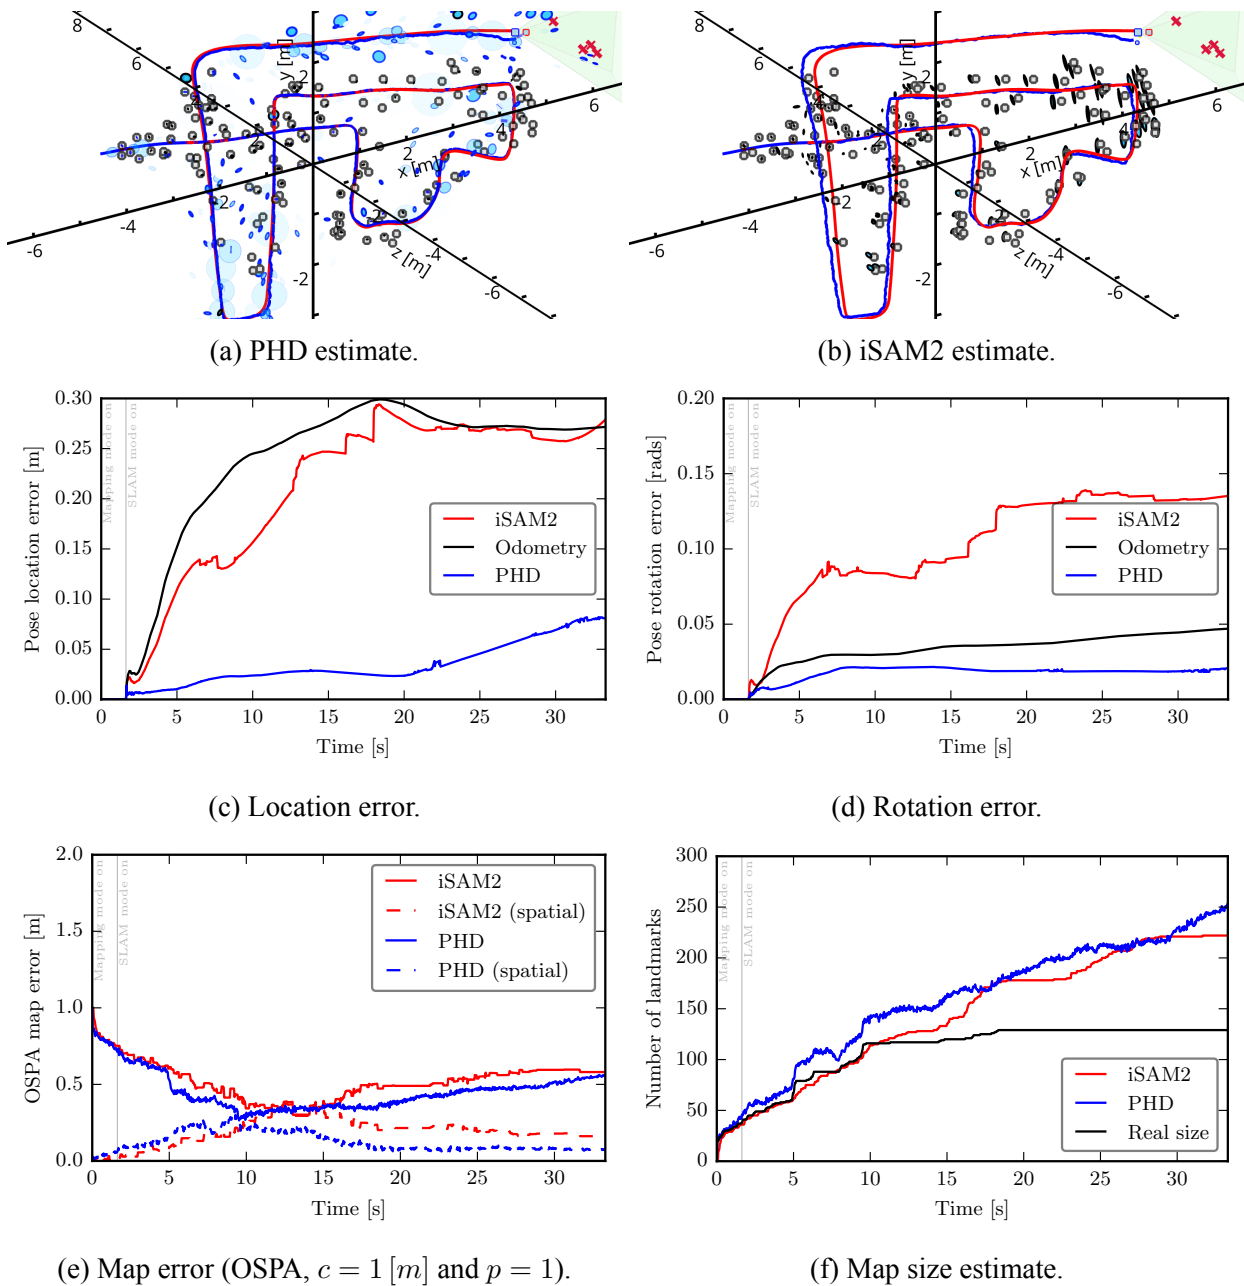 8
6
4
2
y [m]
2
4
6
x [m]
2
-2
-4
-6
-2
z [m]
-2
-4
-6
8
6
4
2
y [m]
2
4
6
x [m]
2
-2
-4
-6
-2
z [m]
-2
-4
-6
(a) PHD estimate.
(b) iSAM2 estimate.
0.30
0.25
0.20
0.15
0.10
0.05
0.00
Pose location error [m]
Mapping mode on
SLAM mode on
iSAM2
Odometry
PHD
0 5 10 15 20 25 30
Time [s]
0.20
0.15
0.10
0.05
0.00
Pose rotation error [rads]
Mapping mode on
SLAM mode on
iSAM2
Odometry
PHD
0 5 10 15 20 25 30
Time [s]
(c) Location error.
(d) Rotation error.
2.0
1.5
1.0
0.5
0.0
OSPA map error [m]
Mapping mode on
SLAM mode on
iSAM2
iSAM2 (spatial)
PHD
PHD (spatial)
0 5 10 15 20 25 30
Time [s]
300
250
200
150
100
50
0
Number of landmarks
Mapping mode on
SLAM mode on
iSAM2
PHD
Real size
0 5 10 15 20 25 30
Time [s]
(e) Map error (OSPA, c = 1 [m] and p = 1).
(f) Map size estimate.